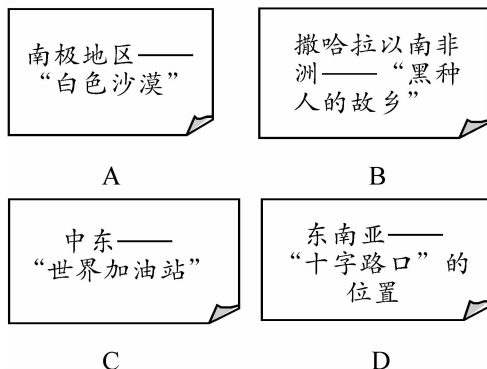 南极地区——
“白色沙漠”
A
撒哈拉以南非
洲——“黑种
人的故乡”
B
中东——
“世界加油站”
C
东南亚——
“十字路口”的
位置
D